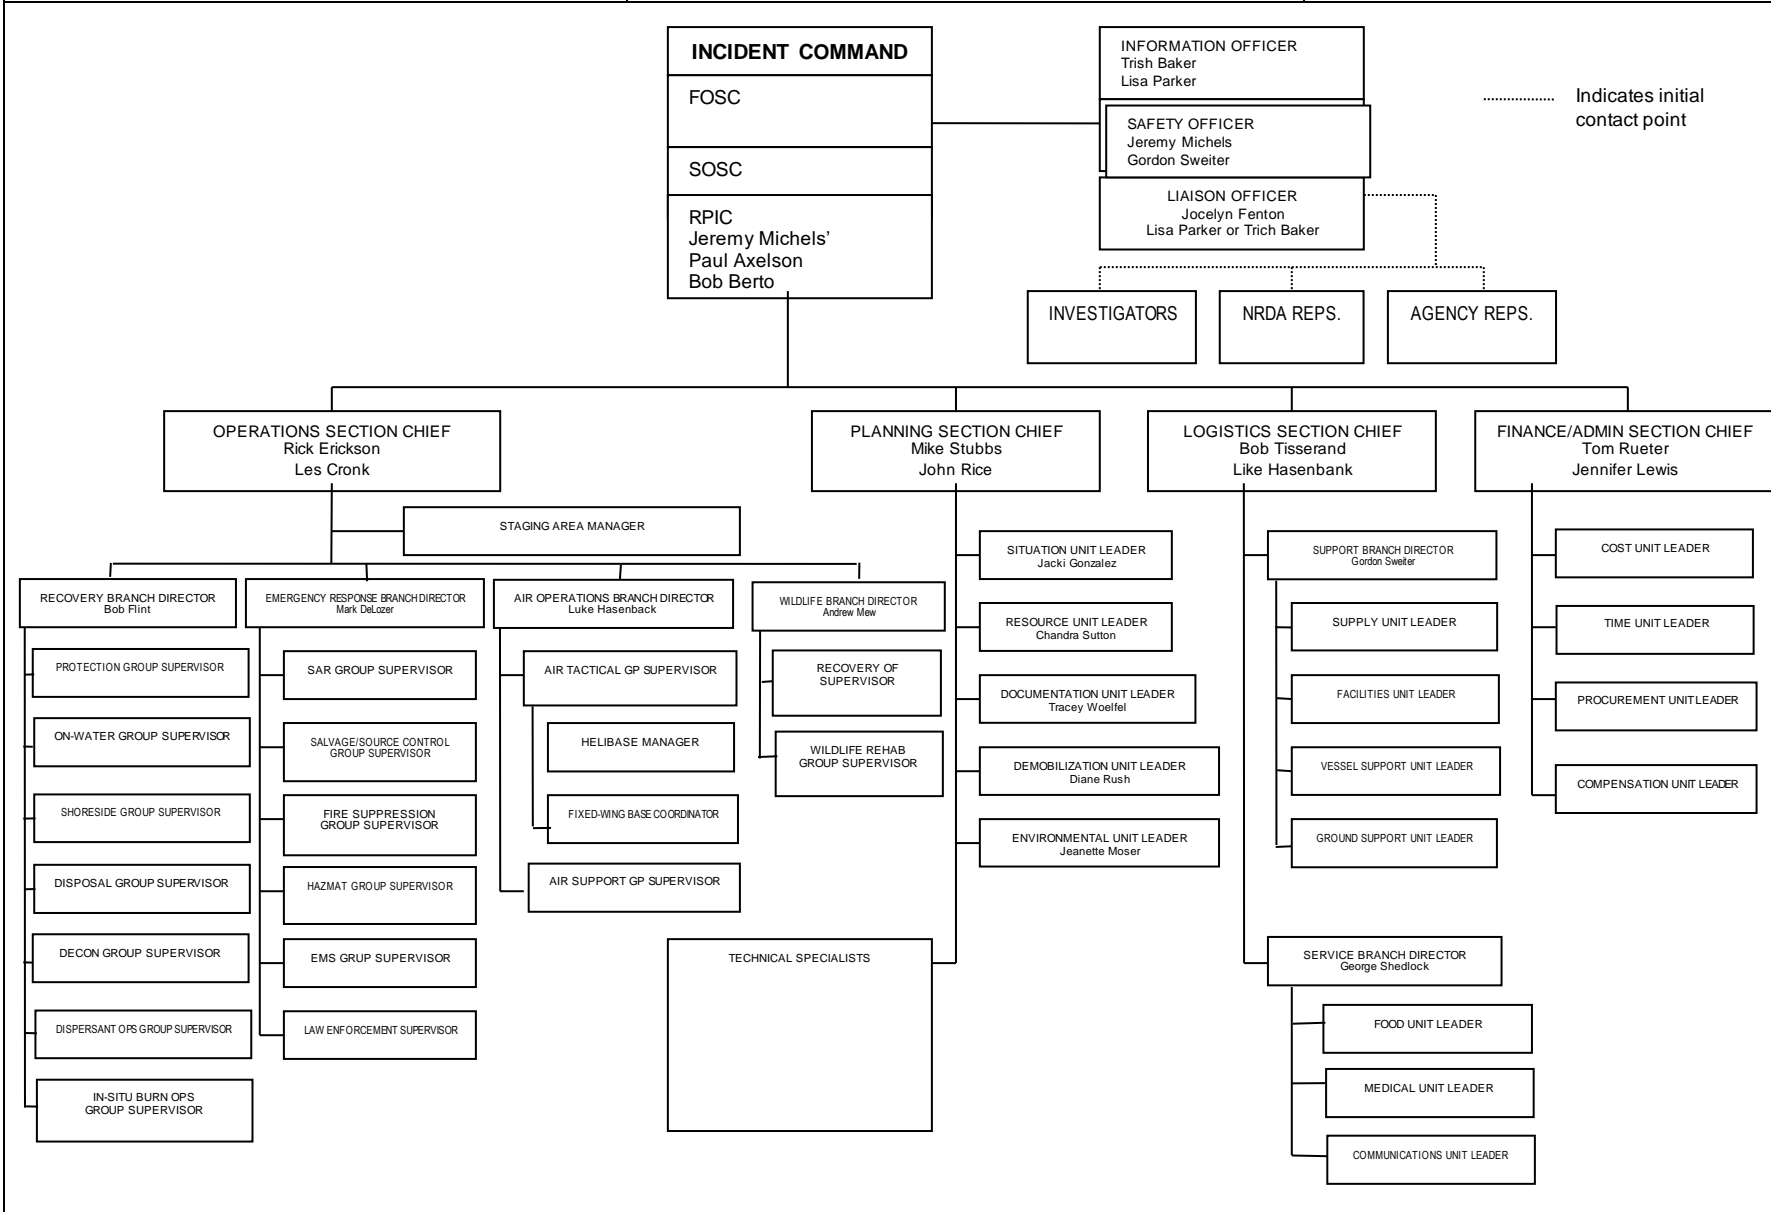 INCIDENT COMMAND
FOSC
SOSC
RPIC
Jeremy Michels’
Paul Axelson
Bob Berto
INFORMATION OFFICER
Trish Baker
Lisa Parker
SAFETY OFFICER
Jeremy Michels
Gordon Sweiter
LIAISON OFFICER
Jocelyn Fenton
Lisa Parker or Trich Baker
Indicates initial
contact point
INVESTIGATORS
NRDA REPS.
AGENCY REPS.
OPERATIONS SECTION CHIEF
Rick Erickson
Les Cronk
PLANNING SECTION CHIEF
Mike Stubbs
John Rice
LOGISTICS SECTION CHIEF
Bob Tisserand
Like Hasenbank
FINANCE/ADMIN SECTION CHIEF
Tom Rueter
Jennifer Lewis
STAGING AREA MANAGER
RECOVERY BRANCH DIRECTOR
Bob Flint
PROTECTION GROUP SUPERVISOR
ON-WATER GROUP SUPERVISOR
SHORESIDE GROUP SUPERVISOR
DISPOSAL GROUP SUPERVISOR
DECON GROUP SUPERVISOR
DISPERSANT OPS GROUP SUPERVISOR
IN-SITU BURN OPS
GROUP SUPERVISOR
EMERGENCY RESPONSE BRANCH DIRECTOR
Mark DeLozer
SAR GROUP SUPERVISOR
SALVAGE/SOURCE CONTROL
GROUP SUPERVISOR
FIRE SUPPRESSION
GROUP SUPERVISOR
HAZMAT GROUP SUPERVISOR
EMS GRUP SUPERVISOR
LAW ENFORCEMENT SUPERVISOR
AIR OPERATIONS BRANCH DIRECTOR
Luke Hasenback
AIR TACTICAL GP SUPERVISOR
HELIBASE MANAGER
FIXED-WING BASE COORDINATOR
AIR SUPPORT GP SUPERVISOR
WILDLIFE BRANCH DIRECTOR
Andrew Mew
RECOVERY OF
SUPERVISOR
WILDLIFE REHAB
GROUP SUPERVISOR
SITUATION UNIT LEADER
Jacki Gonzalez
RESOURCE UNIT LEADER
Chandra Sutton
DOCUMENTATION UNIT LEADER
Tracey Woelfel
DEMOBILIZATION UNIT LEADER
Diane Rush
ENVIRONMENTAL UNIT LEADER
Jeanette Moser
TECHNICAL SPECIALISTS
SUPPORT BRANCH DIRECTOR
Gordon Sweiter
SUPPLY UNIT LEADER
FACILITIES UNIT LEADER
VESSEL SUPPORT UNIT LEADER
GROUND SUPPORT UNIT LEADER
SERVICE BRANCH DIRECTOR
George Shedlock
FOOD UNIT LEADER
MEDICAL UNIT LEADER
COMMUNICATIONS UNIT LEADER
COST UNIT LEADER
TIME UNIT LEADER
PROCUREMENT UNIT LEADER
COMPENSATION UNIT LEADER